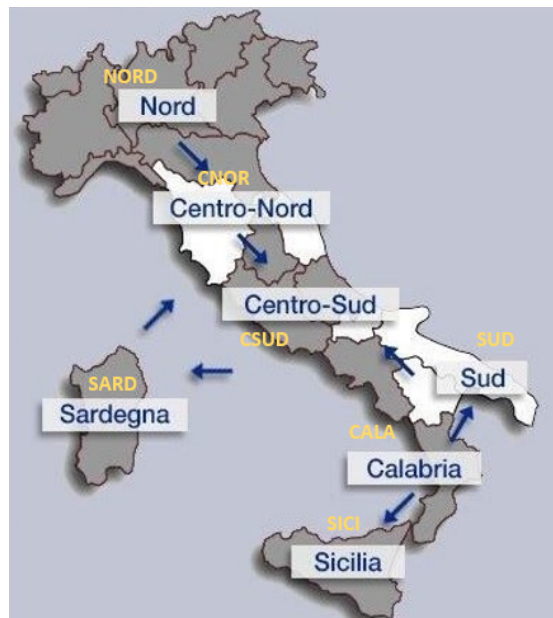 NORD
Nord
CNOR
Centro-Nord
Centro-Sud
CSUD
SUD
Sud
SARD
Sardegna
CALA
Calabria
SICI
Sicilia